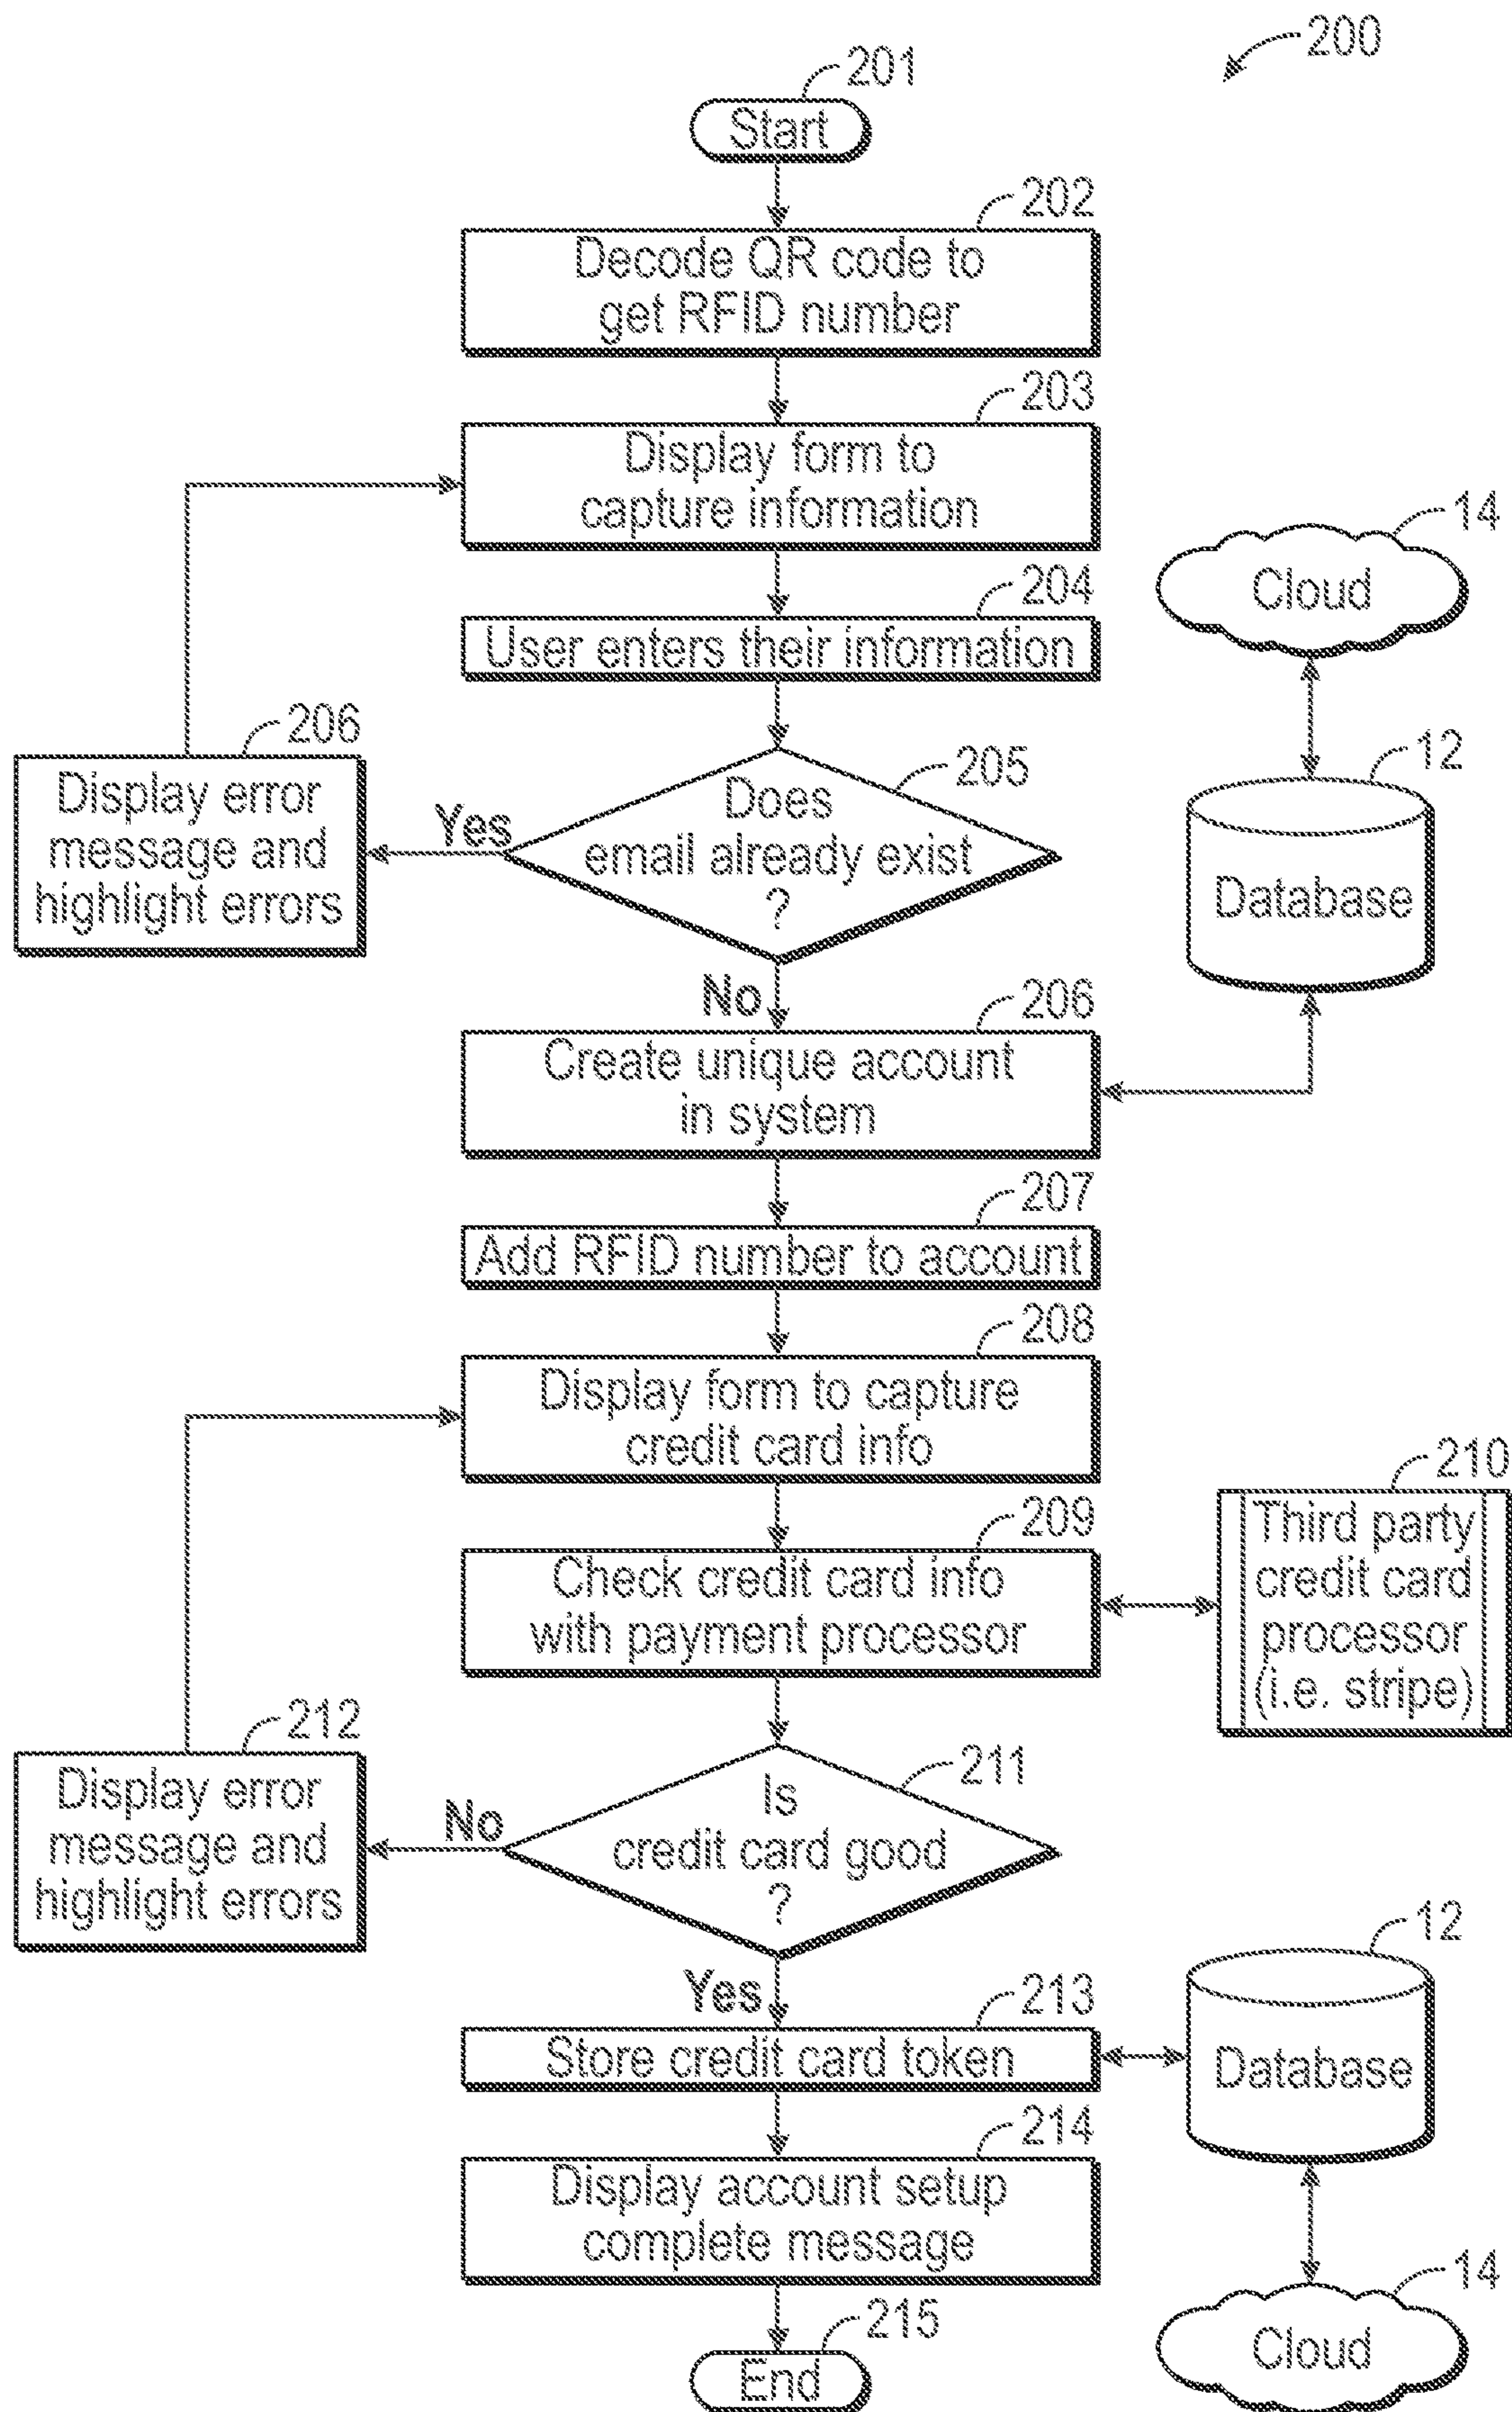 200
201
Start
202
Decode QR code to
get RFID number
203
Display form to
capture information
14
Cloud
204
User enters their information
206
Display error
message and
highlight errors
Yes
205
Does
email already exist
?
12
Database
No
206
Create unique account
in system
207
Add RFID number to account
208
Display form to capture
credit card info
209
Check credit card info
with payment processor
210
Third party
credit card
processor
(i.e. stripe)
212
Display error
message and
highlight errors
No
211
Is
credit card good
?
Yes
213
Store credit card token
12
Database
214
Display account setup
complete message
215
End
14
Cloud